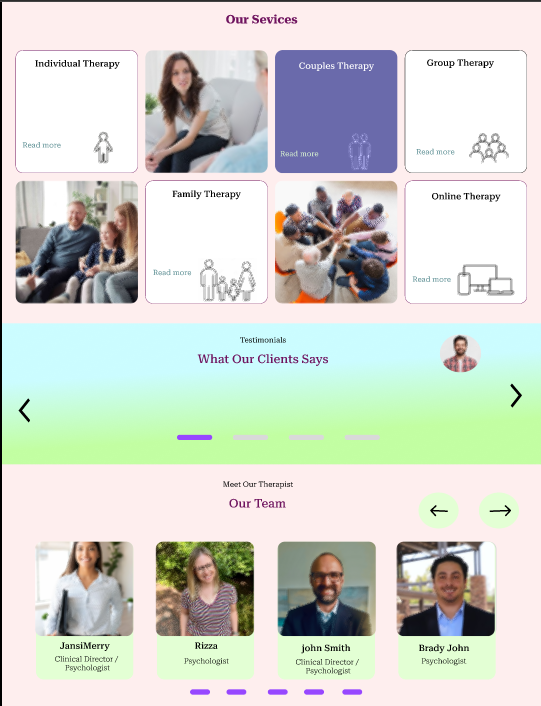 Our Sevices
Individual Therapy
Read more
Couples Therapy
Read more
Group Therapy
Read more
Family Therapy
Read more
Online Therapy
Read more
Testimonials
What Our Clients Says
Meet Our Therapist
Our Team
JansiMerry
Clinical Director /
Psychologist
Rizza
Psychologist
john Smith
Clinical Director /
Psychologist
Brady John
Psychologist